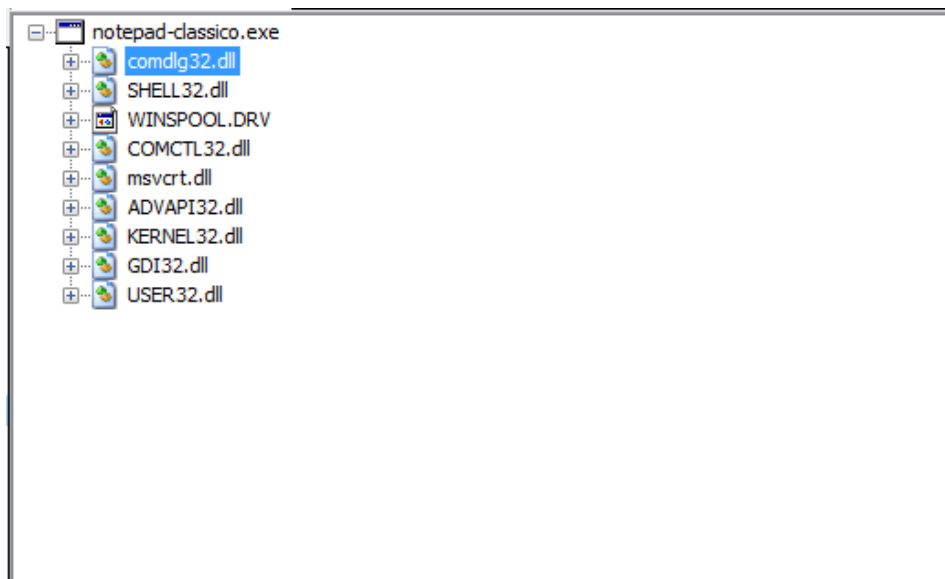 notepad-classico.exe
comdlg32.dll
SHELL32.dll
WINSPOOL.DRV
COMCTL32.dll
msvcrt.dll
ADVAPI32.dll
KERNEL32.dll
GDI32.dll
USER32.dll